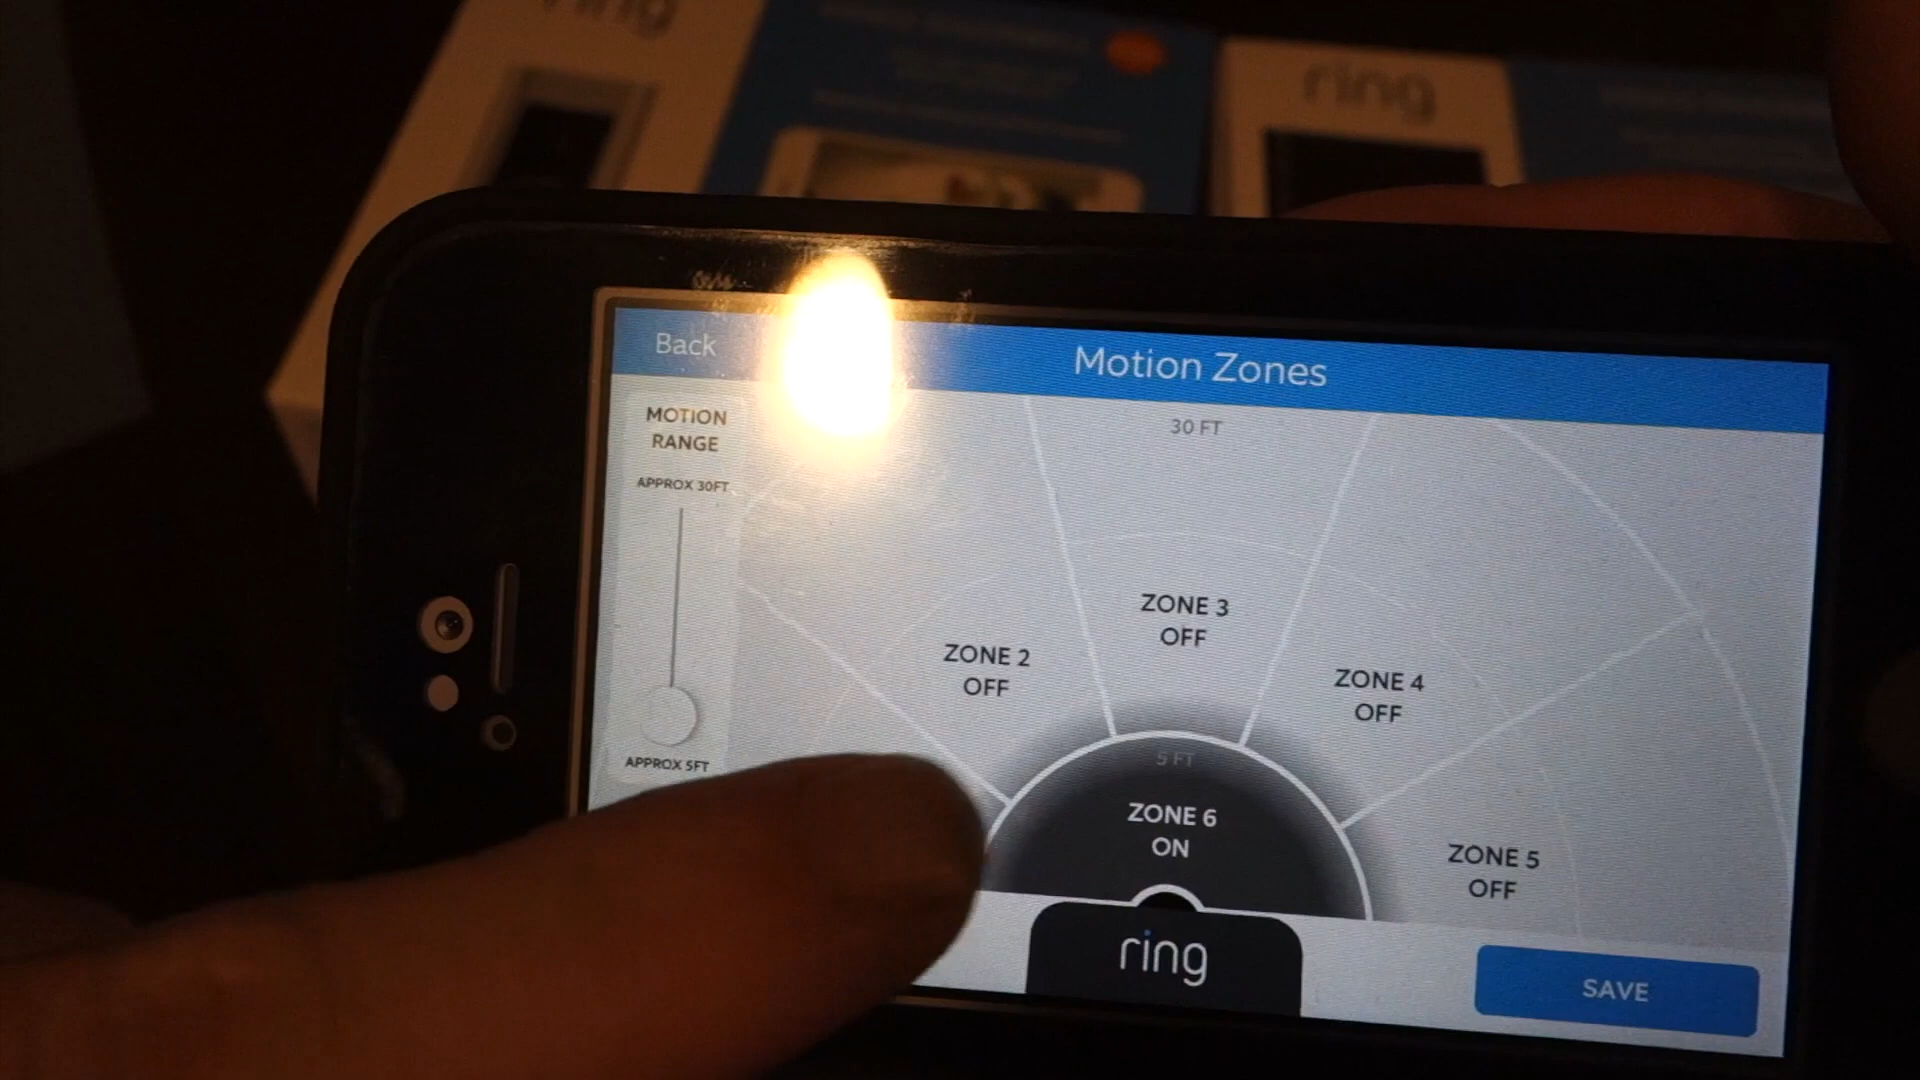 ring
ring
Back
Motion Zones
MOTION
RANGE
APPROX 30FT
APPROX 5FT
30 FT
ZONE 3
OFF
ZONE 2
OFF
ZONE 4
OFF
5 FT
ZONE 6
ON
ZONE 5
OFF
ring
SAVE